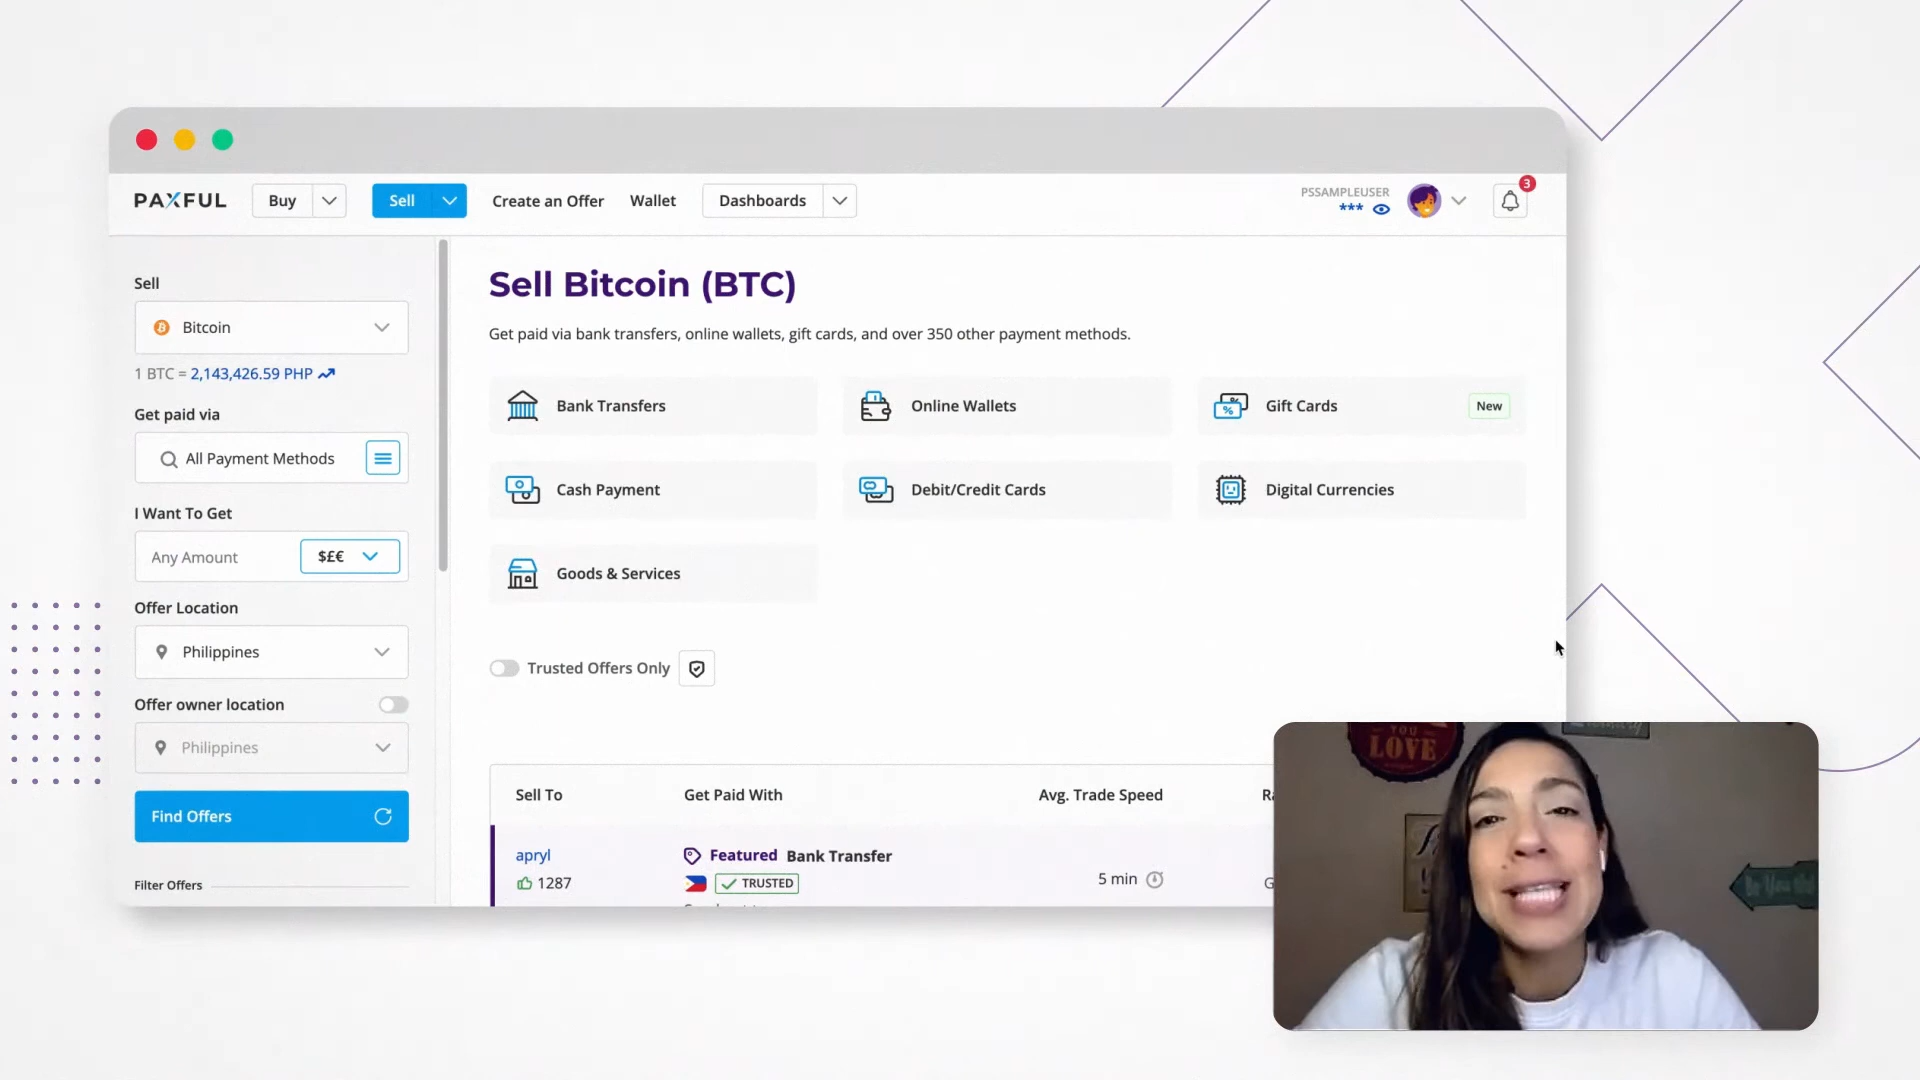 PAXFUL
Buy
Sell
Create an Offer
Wallet
Dashboards
PSSAMPLEUSER
***
3
Sell
Bitcoin
1 BTC = 2,143,426.59 PHP
Get paid via
All Payment Methods
I Want To Get
Any Amount
$£€
Offer Location
Philippines
Offer owner location
Philippines
Find Offers
Filter Offers
Sell Bitcoin (BTC)
Get paid via bank transfers, online wallets, gift cards, and over 350 other payment methods.
Bank Transfers
Online Wallets
Gift Cards
New
Cash Payment
Debit/Credit Cards
Digital Currencies
Goods & Services
Trusted Offers Only
Sell To
Get Paid With
Avg. Trade Speed
apryl
Featured Bank Transfer
1287
TRUSTED
5 min
YOU
LOVE